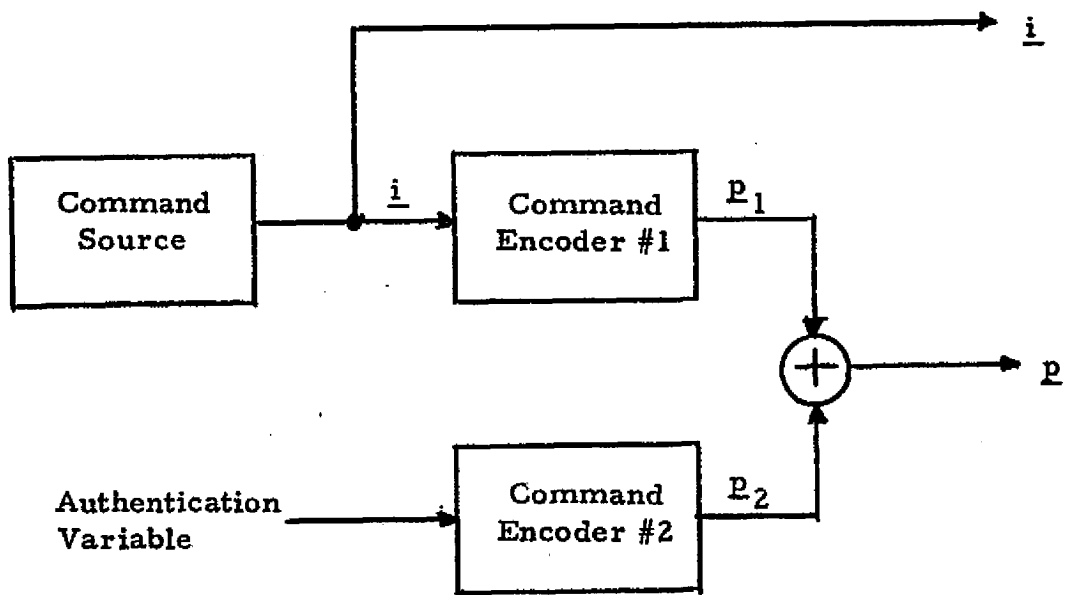 i
Command
Source
i
Command
Encoder #1
p1
p
Authentication
Variable
Command
Encoder #2
p2